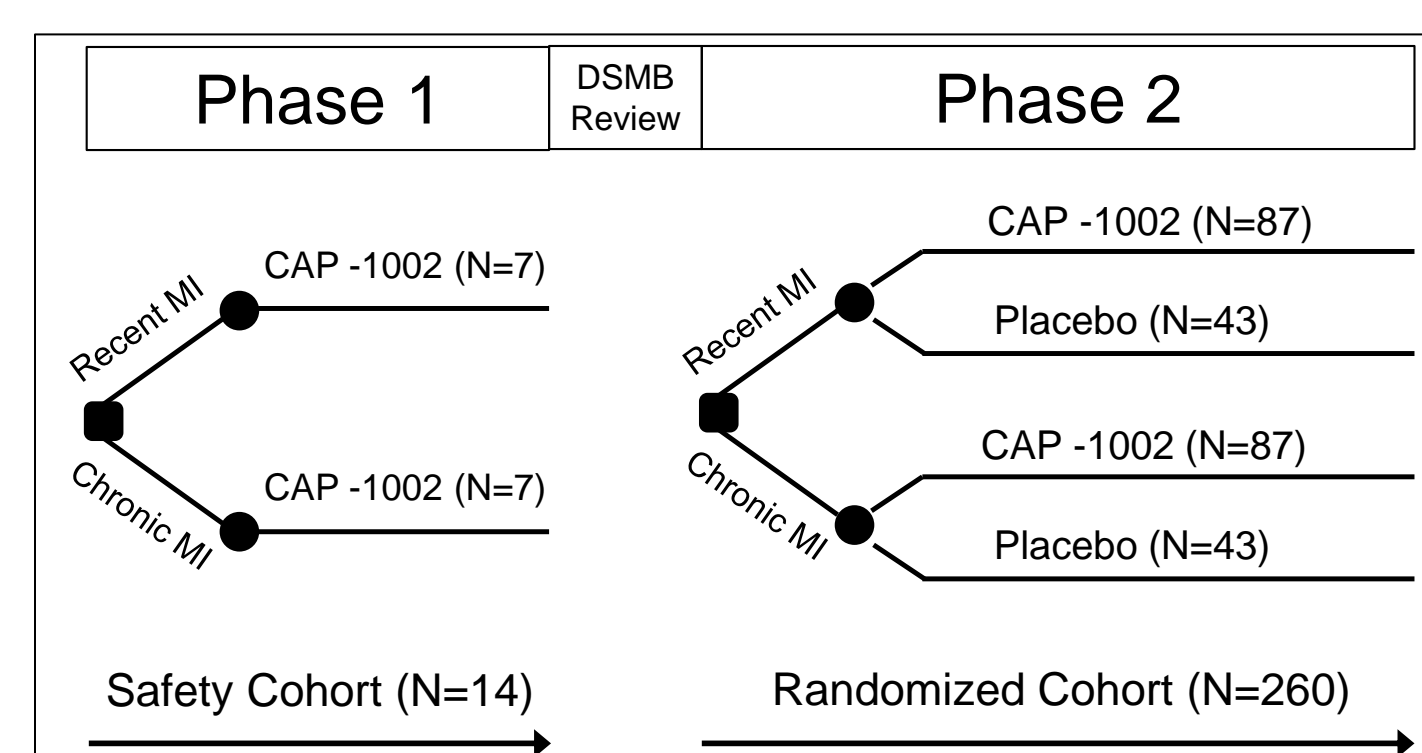 Phase 1
DSMB
Review
Phase 2
Recent MI
CAP -1002 (N=7)
Chronic MI
CAP -1002 (N=7)
Recent MI
CAP -1002 (N=87)
Placebo (N=43)
Chronic MI
CAP -1002 (N=87)
Placebo (N=43)
Safety Cohort (N=14)
Randomized Cohort (N=260)